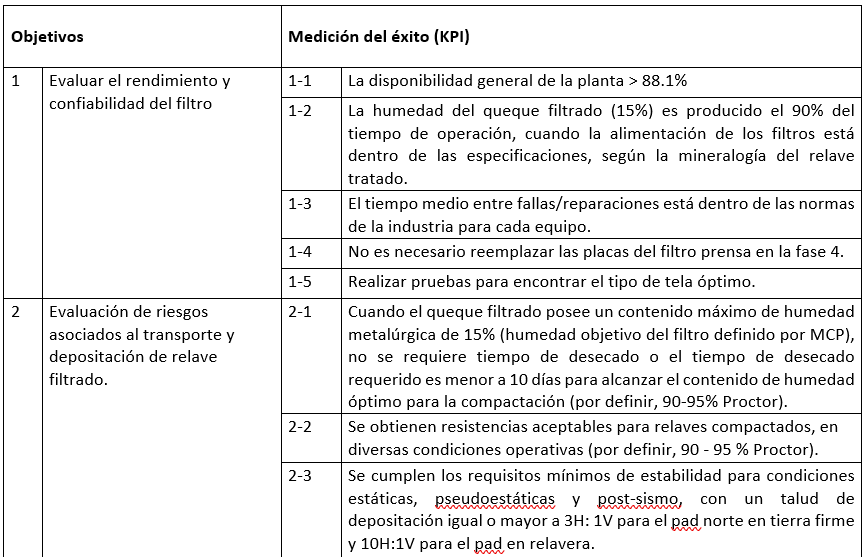 Objetivos
Medición del éxito (KPI)
1
Evaluar el rendimiento y
confiabilidad del filtro
1-1
La disponibilidad general de la planta > 88.1%
1-2
La humedad del queque filtrado (15%) es producido el 90% del
tiempo de operación, cuando la alimentación de los filtros está
dentro de las especificaciones, según la mineralogía del relave
tratado.
1-3
El tiempo medio entre fallas/reparaciones está dentro de las normas
de la industria para cada equipo.
1-4
No es necesario reemplazar las placas del filtro prensa en la fase 4.
1-5
Realizar pruebas para encontrar el tipo de tela óptimo.
2
Evaluación de riesgos
asociados al transporte y
depositación de relave
filtrado.
2-1
Cuando el queque filtrado posee un contenido máximo de humedad
metalúrgica de 15% (humedad objetivo del filtro definido por MCP),
no se requiere tiempo de desecado o el tiempo de desecado
requerido es menor a 10 días para alcanzar el contenido de humedad
óptimo para la compactación (por definir, 90-95% Proctor).
2-2
Se obtienen resistencias aceptables para relaves compactados, en
diversas condiciones operativas (por definir, 90 - 95 % Proctor).
2-3
Se cumplen los requisitos mínimos de estabilidad para condiciones
estáticas, pseudoestáticas y post-sismo, con un talud de
depositación igual o mayor a 3H: 1V para el pad norte en tierra firme
y 10H:1V para el pad en relavera.